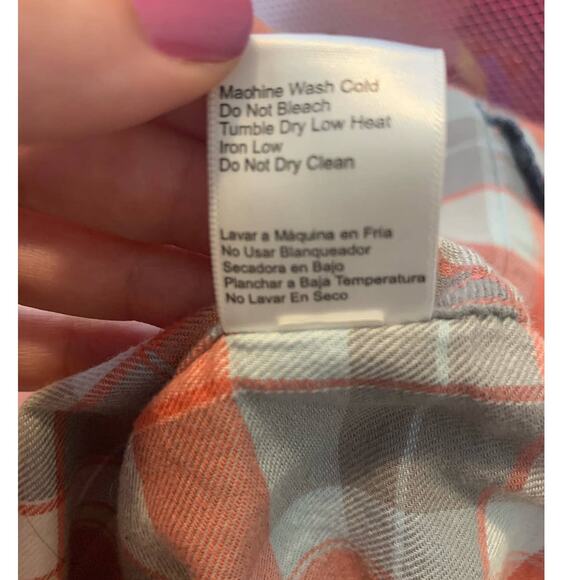 Machine Wash Cold
Do Not Bleach
Tumble Dry Low Heat
Iron Low
Do Not Dry Clean
Lavar a Máquina en Fría
No Usar Blanqueador
Secadora en Bajo
Planchar a Baja Temperatura
No Lavar En Seco